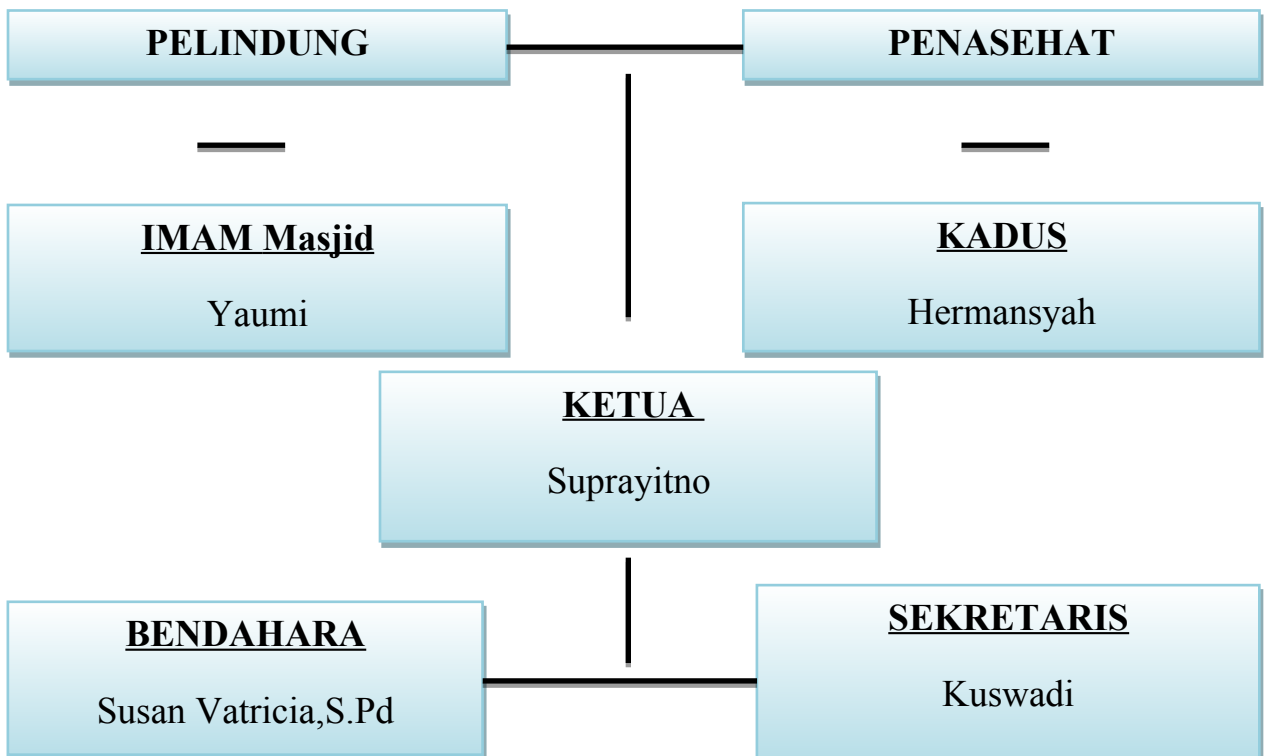 PELINDUNG
PENASEHAT
IMAM Masjid
Yaumi
KADUS
Hermansyah
KETUA
Suprayitno
BENDAHARA
Susan Vatricia,S.Pd
SEKRETARIS
Kuswadi